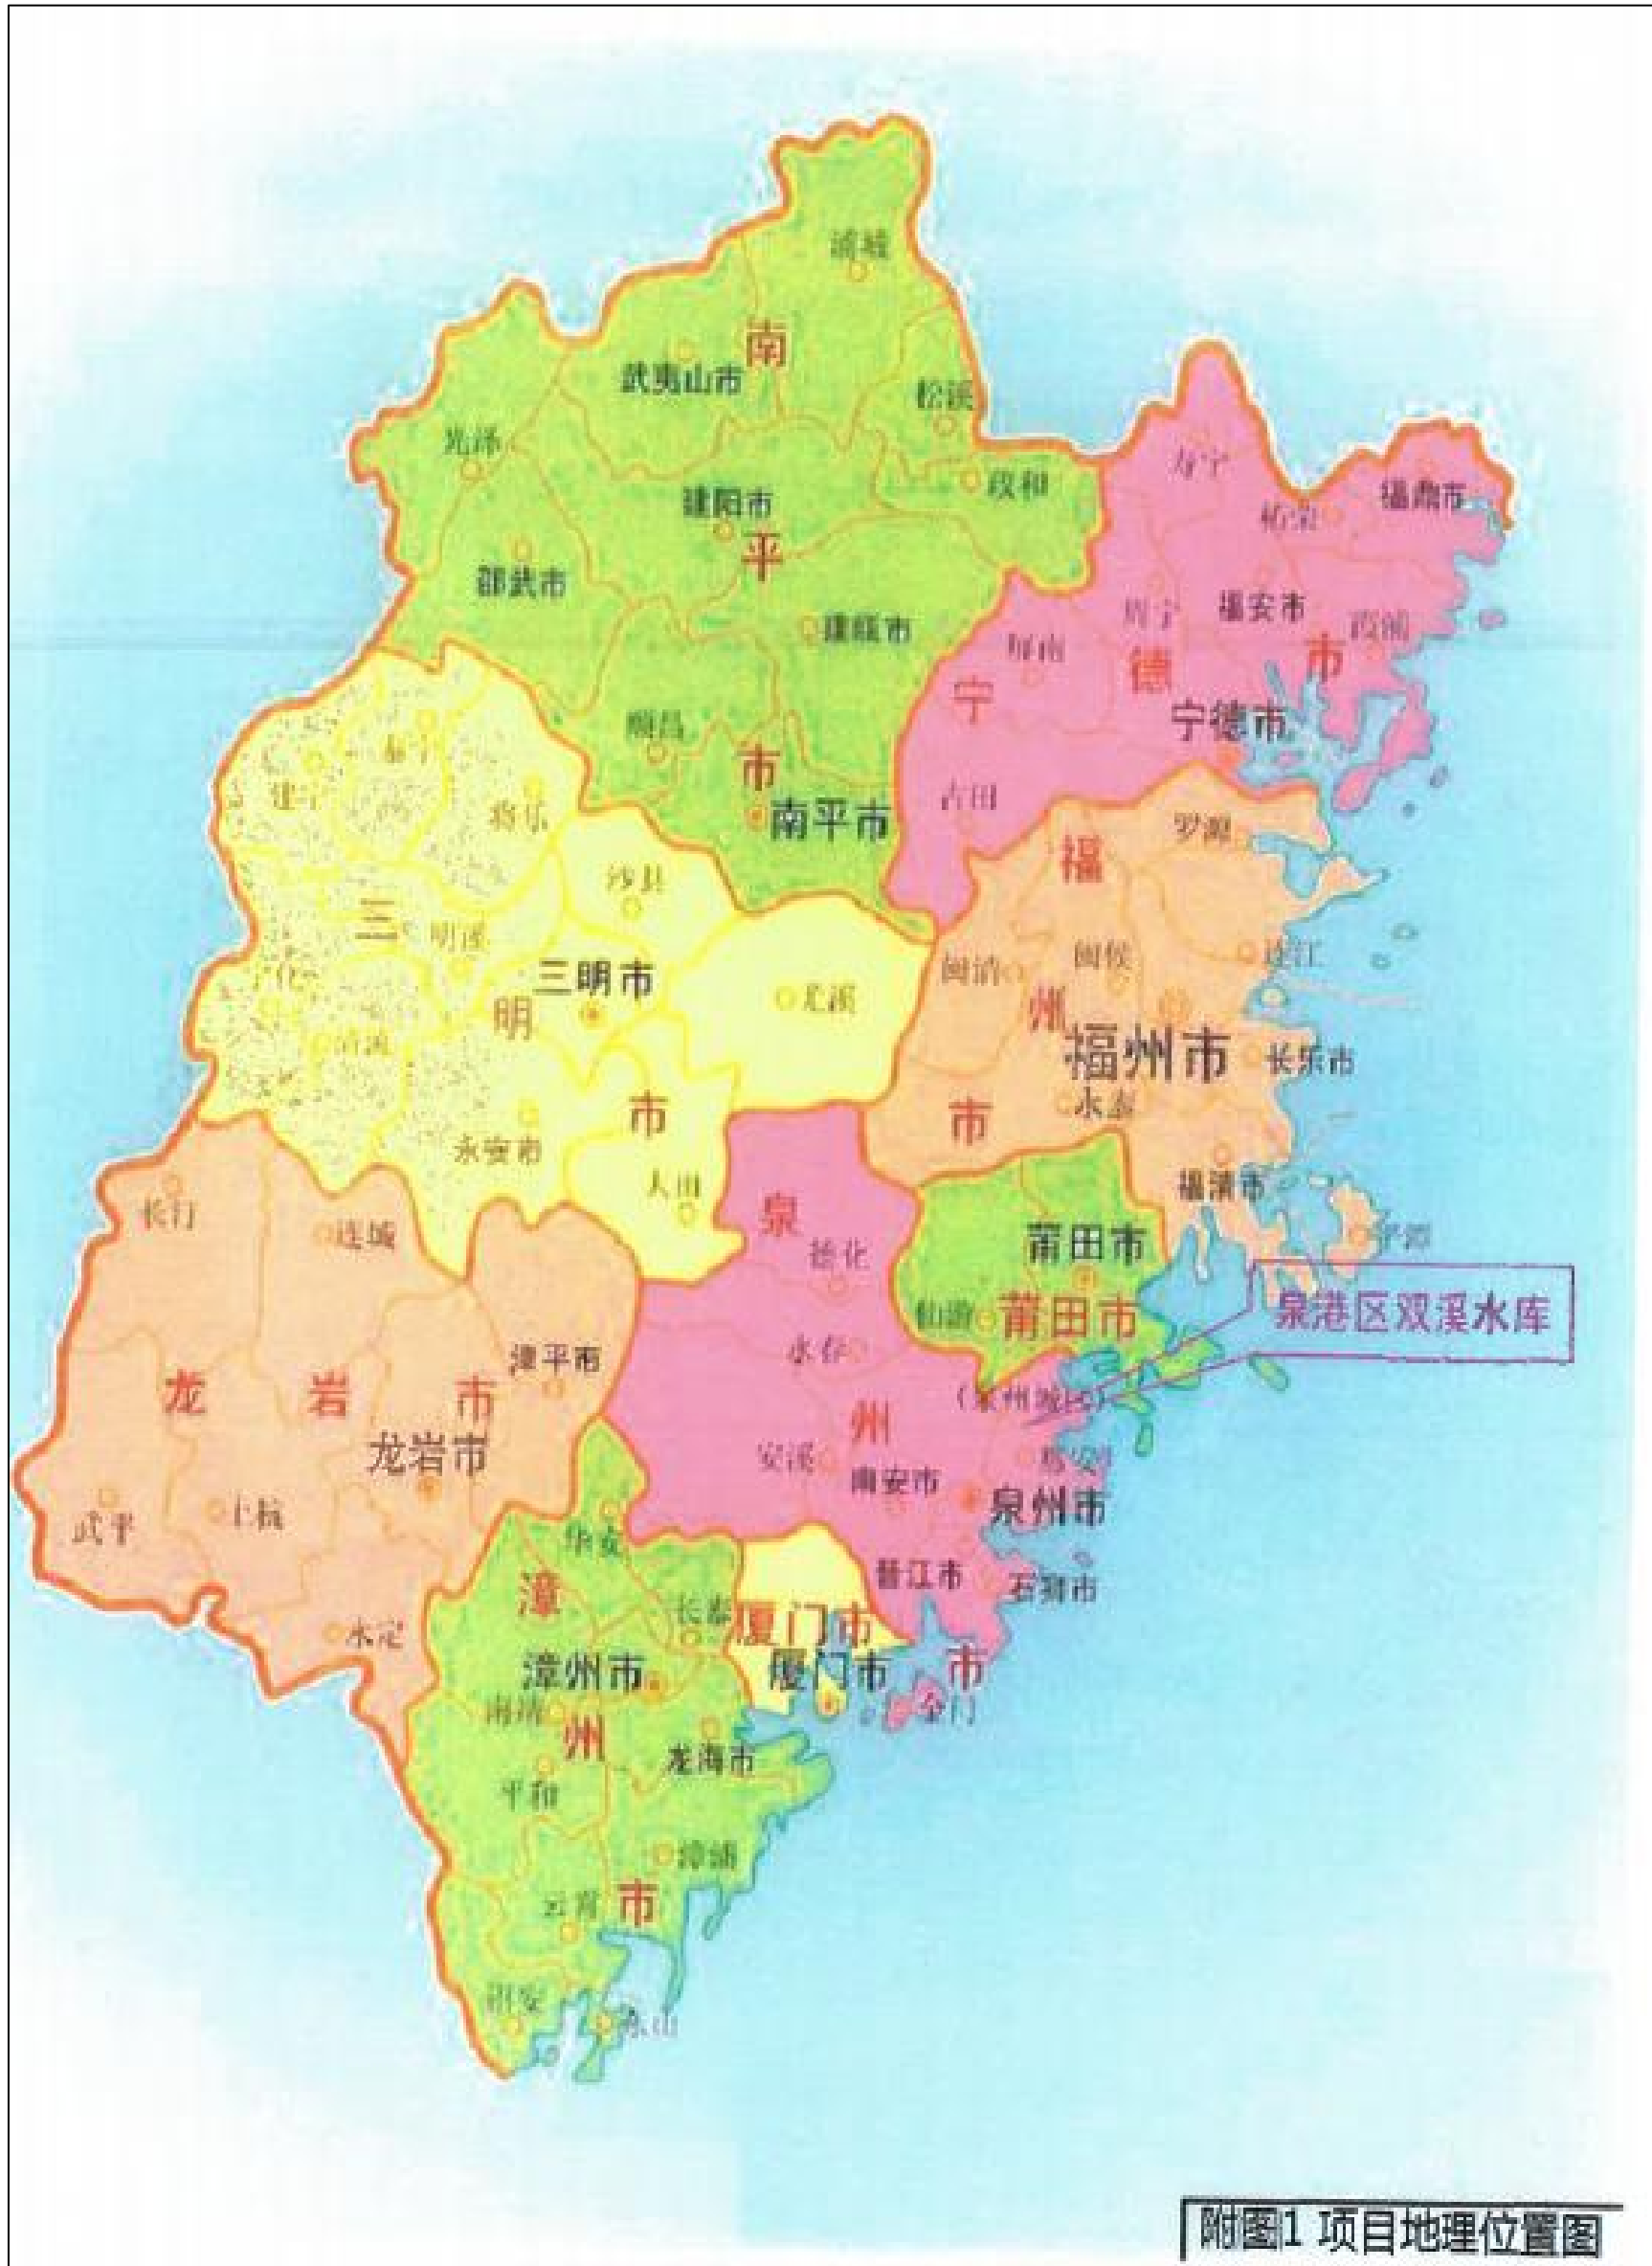 浦城
南
武夷山市
松溪
光泽
寿宁
政和
福鼎市
建阳市
柘荣
平
邵武市
福安市
周宁
霞浦
建瓯市
屏南
市
德
宁
宁德市
顺昌
泰宁
市
建宁
古田
将乐
南平市
罗源
福
沙县
三
明溪
闽侯
连江
闽清
三明市
尤溪
州
明
清流
福州市
长乐市
永泰
市
市
永安市
福清市
大田
长汀
泉
连城
平潭
莆田市
德化
泉港区双溪水库
仙游
莆田市
漳平市
龙
岩
市
(泉州城区)
州
龙岩市
安溪
惠安
南安市
泉州市
上杭
武平
华安
晋江市
石狮市
漳
长泰
厦门市
永定
漳州市
厦门市
市
南靖
金门
州
龙海市
平和
漳浦
云霄
市
诏安
东山
附图1 项目地理位置图